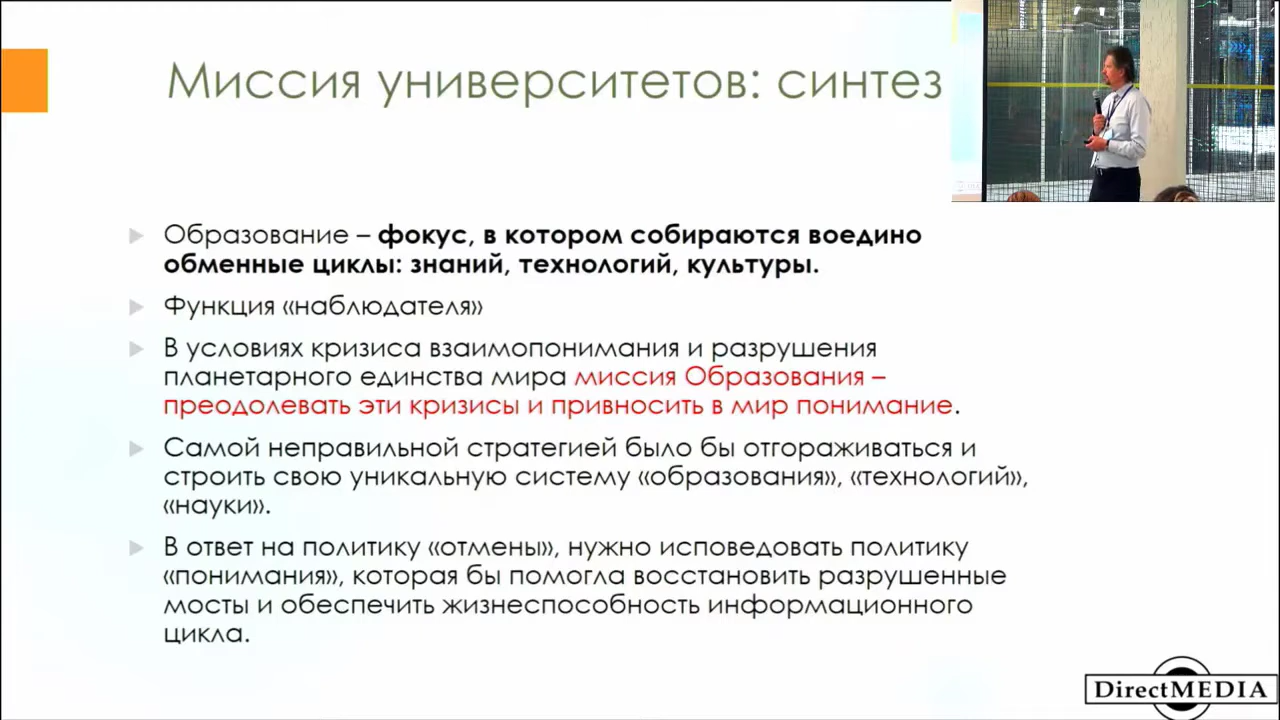 Миссия университетов: синтез
Образование – фокус, в котором собираются воедино
обменные циклы: знаний, технологий, культуры.
Функция «наблюдателя»
В условиях кризиса взаимопонимания и разрушения
планетарного единства мира миссия Образования –
преодолевать эти кризисы и привносить в мир понимание.
Самой неправильной стратегией было бы отгораживаться и
строить свою уникальную систему «образования», «технологий»,
«науки».
В ответ на политику «отмены», нужно исповедовать политику
«понимания», которая бы помогла восстановить разрушенные
мосты и обеспечить жизнеспособность информационного
цикла.
DirectMEDIA